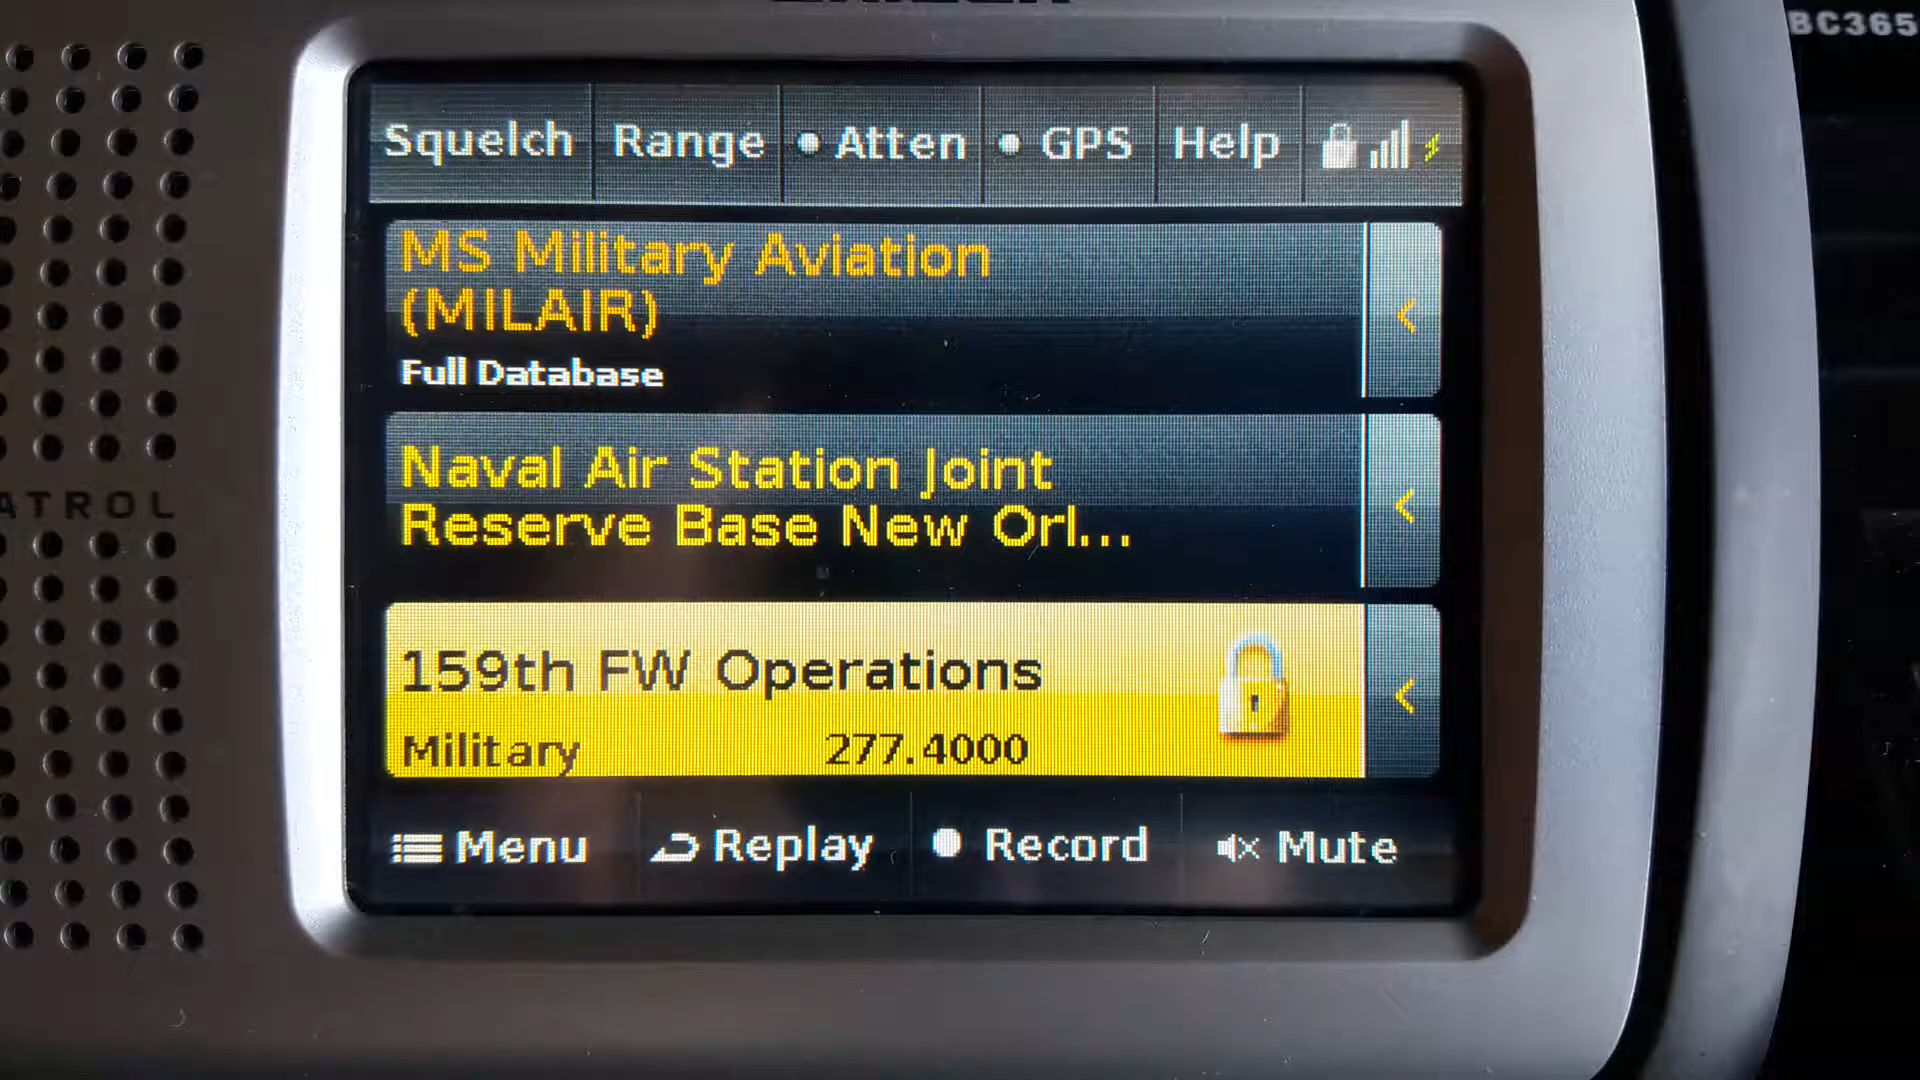 BC365
Squelch Range Atten GPS Help
MS Military Aviation
(MILAIR)
Full Database
Naval Air Station Joint
Reserve Base New Orl...
159th FW Operations
Military 277.4000
Menu Replay Record Mute
ATROL